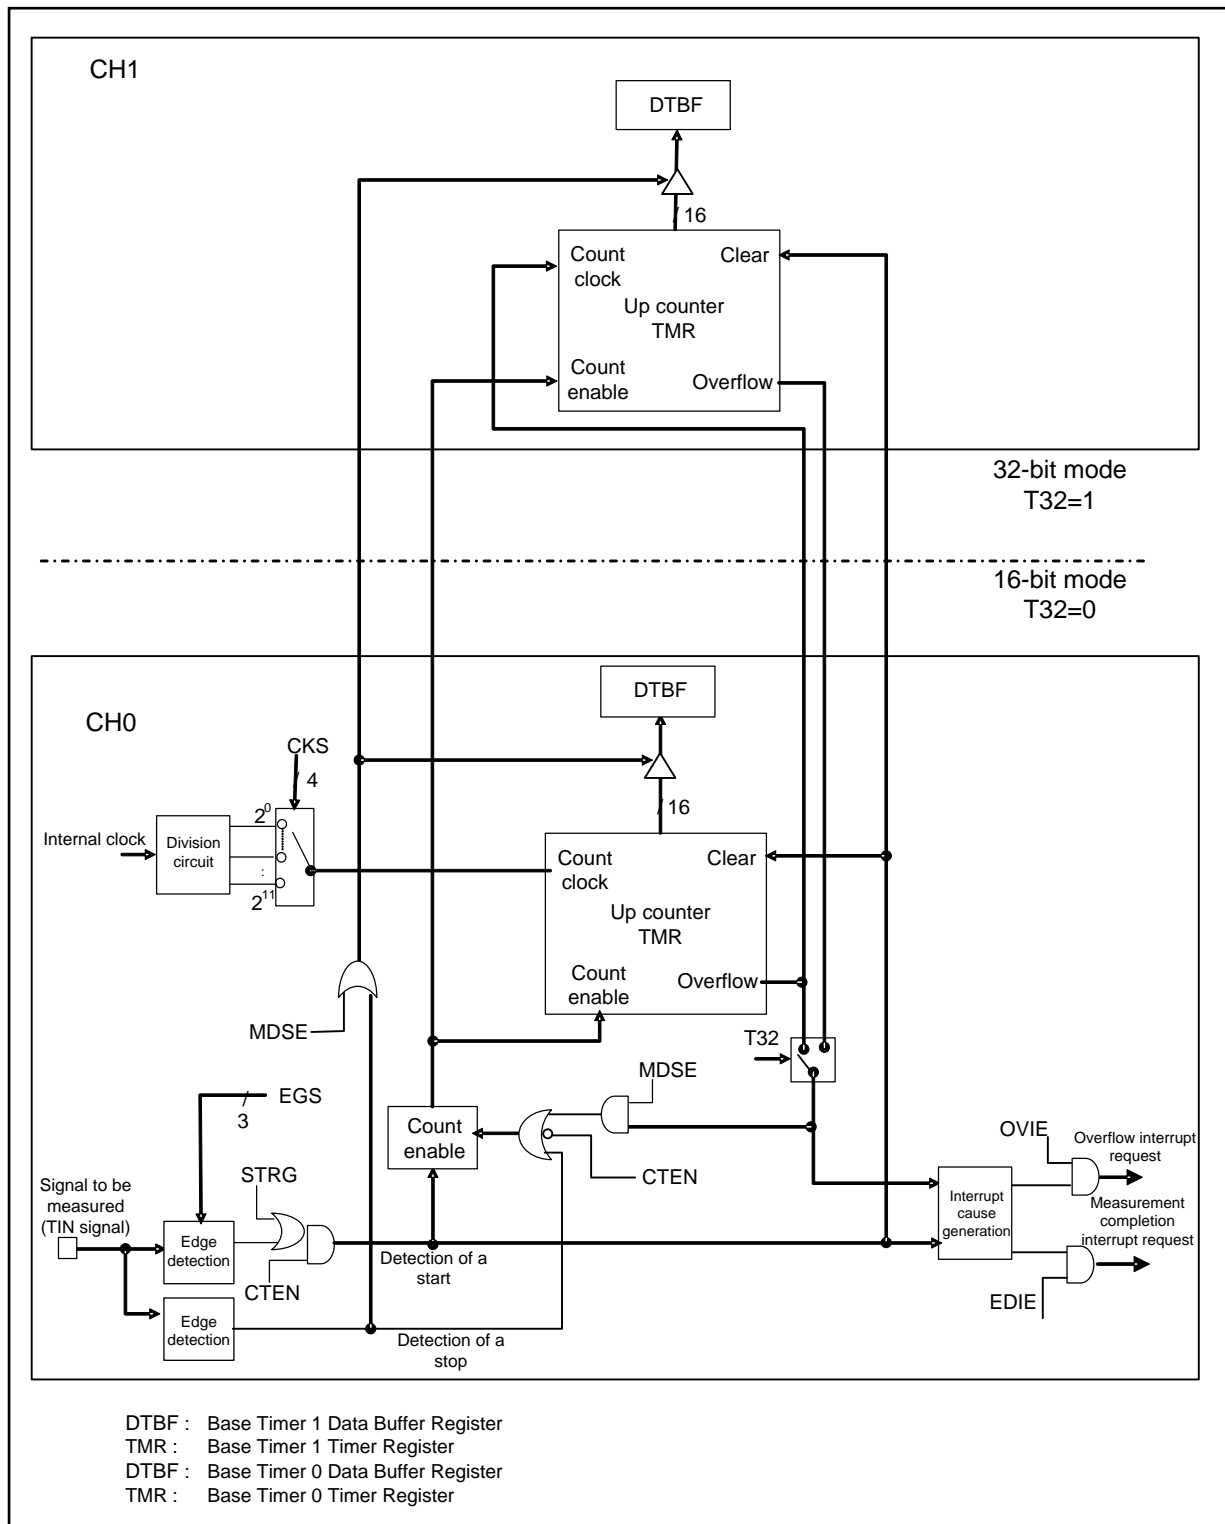 CH1
DTBF
16
Count
clock
Clear
Up counter
TMR
Count
enable
Overflow
32-bit mode
T32=1
16-bit mode
T32=0
CH0
DTBF
CKS
4
16
2^0
Internal clock
Division
circuit
:
2^11
Count
clock
Clear
Up counter
TMR
Count
enable
Overflow
MDSE
T32
MDSE
EGS
3
Count
enable
CTEN
OVIE
Overflow interrupt
request
STRG
Signal to be
measured
(TIN signal)
Edge
detection
CTEN
Detection of a
start
Interrupt
cause
generation
Measurement
completion
interrupt request
EDIE
Edge
detection
Detection of a
stop
DTBF : Base Timer 1 Data Buffer Register
TMR : Base Timer 1 Timer Register
DTBF : Base Timer 0 Data Buffer Register
TMR : Base Timer 0 Timer Register